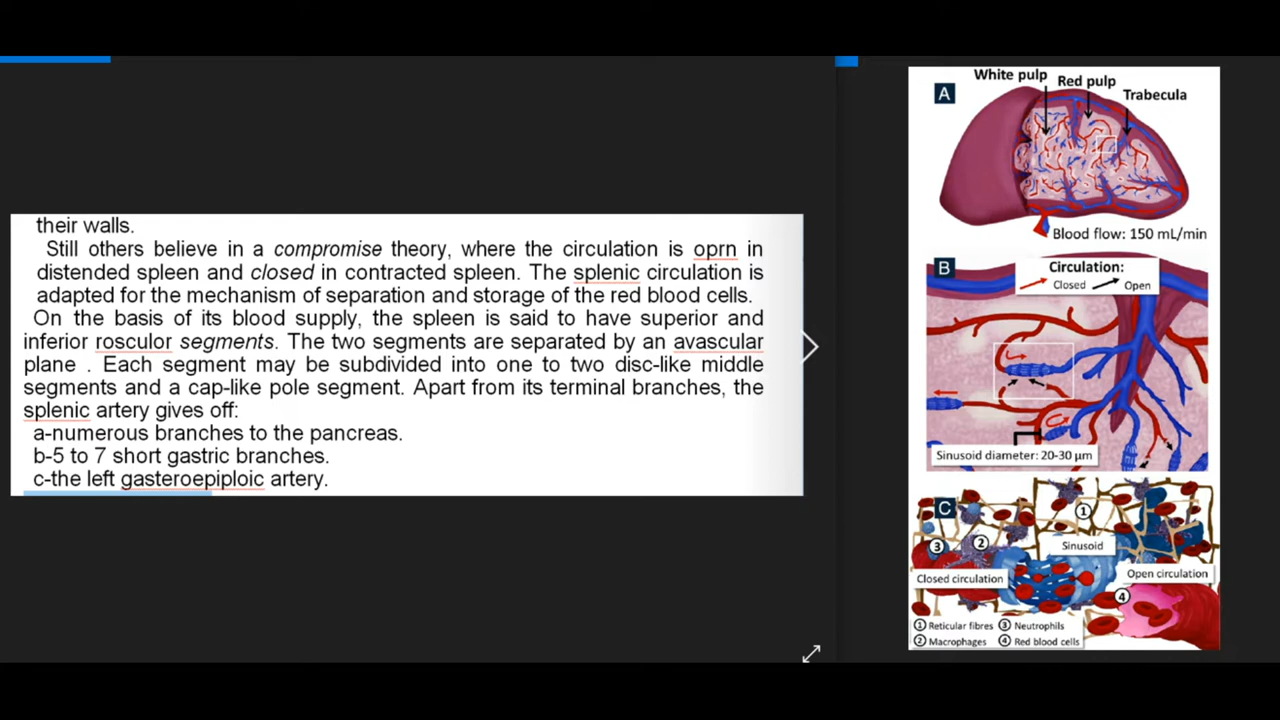 their walls.
Still others believe in a compromise theory, where the circulation is oprn in
distended spleen and closed in contracted spleen. The splenic circulation is
adapted for the mechanism of separation and storage of the red blood cells.
On the basis of its blood supply, the spleen is said to have superior and
inferior rosculor segments. The two segments are separated by an avascular
plane . Each segment may be subdivided into one to two disc-like middle
segments and a cap-like pole segment. Apart from its terminal branches, the
splenic artery gives off:
a-numerous branches to the pancreas.
b-5 to 7 short gastric branches.
c-the left gasteroepiploic artery.
White pulp
Red pulp
Trabecula
A
Blood flow: 150 mL/min
B
Circulation:
Closed
Open
Sinusoid diameter: 20-30 µm
C
1
2
3
Sinusoid
Closed circulation
Open circulation
4
1 Reticular fibres
3 Neutrophils
2 Macrophages
4 Red blood cells